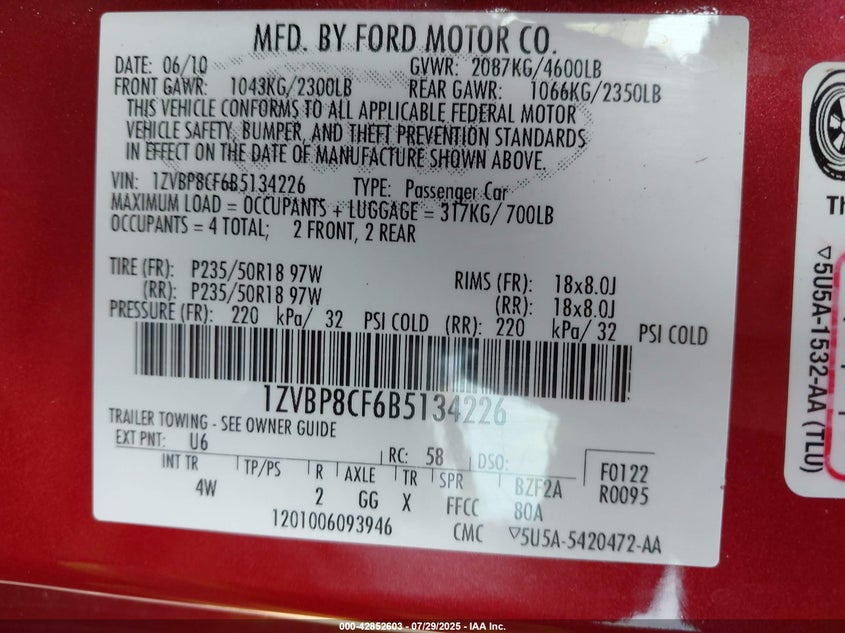 MFD. BY FORD MOTOR CO.
DATE: 06/10 GVWR: 2087KG/4600LB
FRONT GAWR: 1043KG/2300LB REAR GAWR: 1066KG/2350LB
THIS VEHICLE CONFORMS TO ALL APPLICABLE FEDERAL MOTOR
VEHICLE SAFETY, BUMPER, AND THEFT PREVENTION STANDARDS
IN EFFECT ON THE DATE OF MANUFACTURE SHOWN ABOVE.
VIN: 1ZVBP8CF6B5134226 TYPE: Passenger Car
MAXIMUM LOAD = OCCUPANTS + LUGGAGE = 317KG/ 700LB
OCCUPANTS = 4 TOTAL; 2 FRONT, 2 REAR
TIRE (FR): P235/50R18 97W RIMS (FR): 18x8.0J
(RR): P235/50R18 97W (RR): 18x8.0J
PRESSURE (FR): 220 kPa/ 32 PSI COLD (RR): 220 kPa/ 32 PSI COLD
1ZVBP8CF6B5134226
TRAILER TOWING - SEE OWNER GUIDE
EXT PNT: U6 RC: 58 DSO:
INT TR TP/PS R AXLE TR SPR BZF2A F0122
4W 2 GG X FFCC 80A R0095
1201006093946 CMC ▽5U5A-5420472-AA
Th
▽5U5A-1532-AA (TLU)
000-42852603 - 07/29/2025 - IAA Inc.